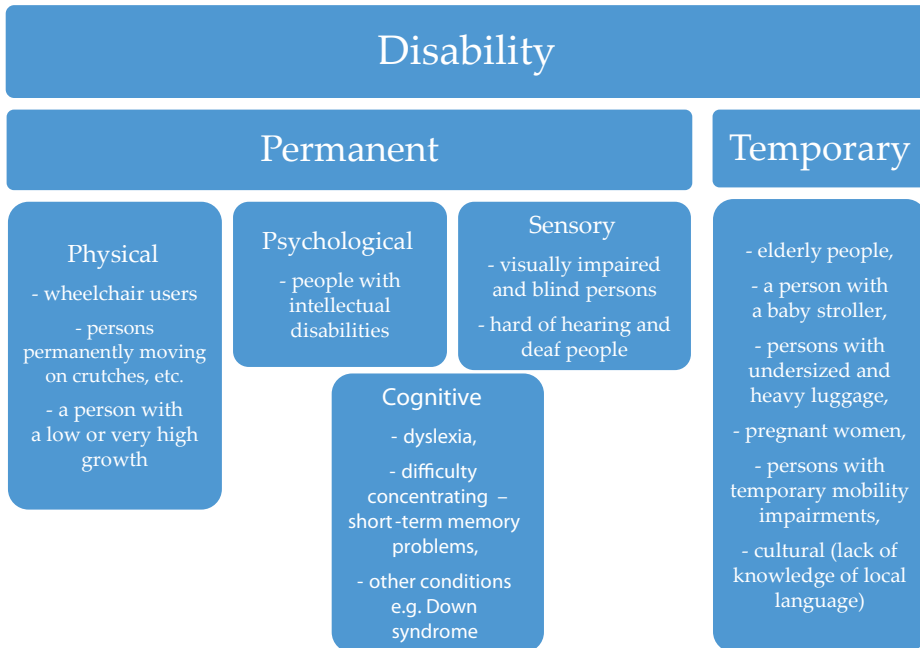 Disability
Permanent
Temporary
Physical
- wheelchair users
- persons
permanently moving
on crutches, etc.
- a person with
a low or very high
growth
Psychological
- people with
intellectual
disabilities
Sensory
- visually impaired
and blind persons
- hard of hearing and
deaf people
Cognitive
- dyslexia,
- difficulty
concentrating –
short-term memory
problems,
- other conditions
e.g. Down
syndrome
- elderly people,
- a person with
a baby stroller,
- persons with
undersized and
heavy luggage,
- pregnant women,
- persons with
temporary mobility
impairments,
- cultural (lack of
knowledge of local
language)